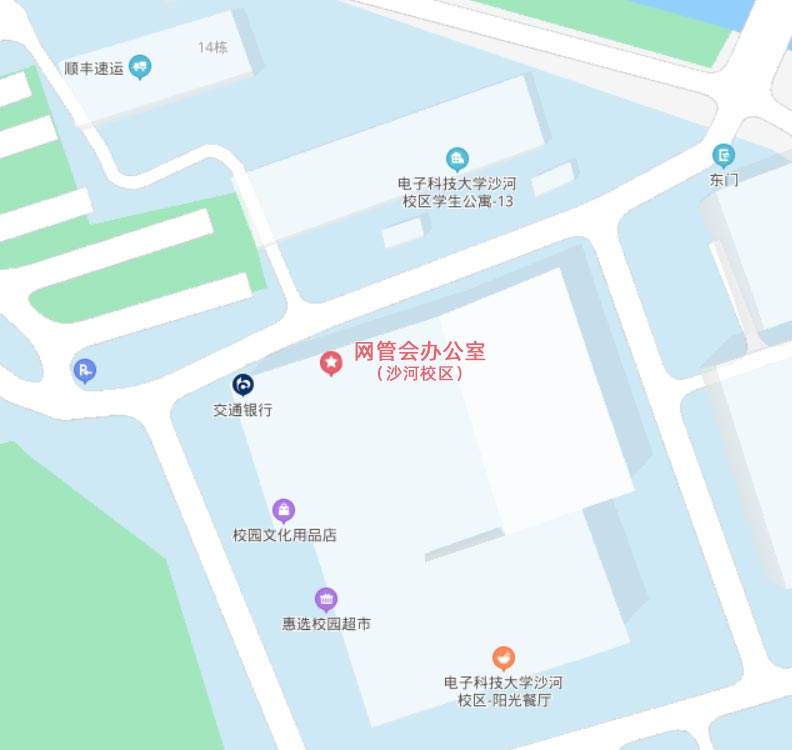 14栋
顺丰速运
电子科技大学沙河
校区学生公寓-13
东门
网管会办公室
（沙河校区）
交通银行
校园文化用品店
惠选校园超市
电子科技大学沙河
校区-阳光餐厅